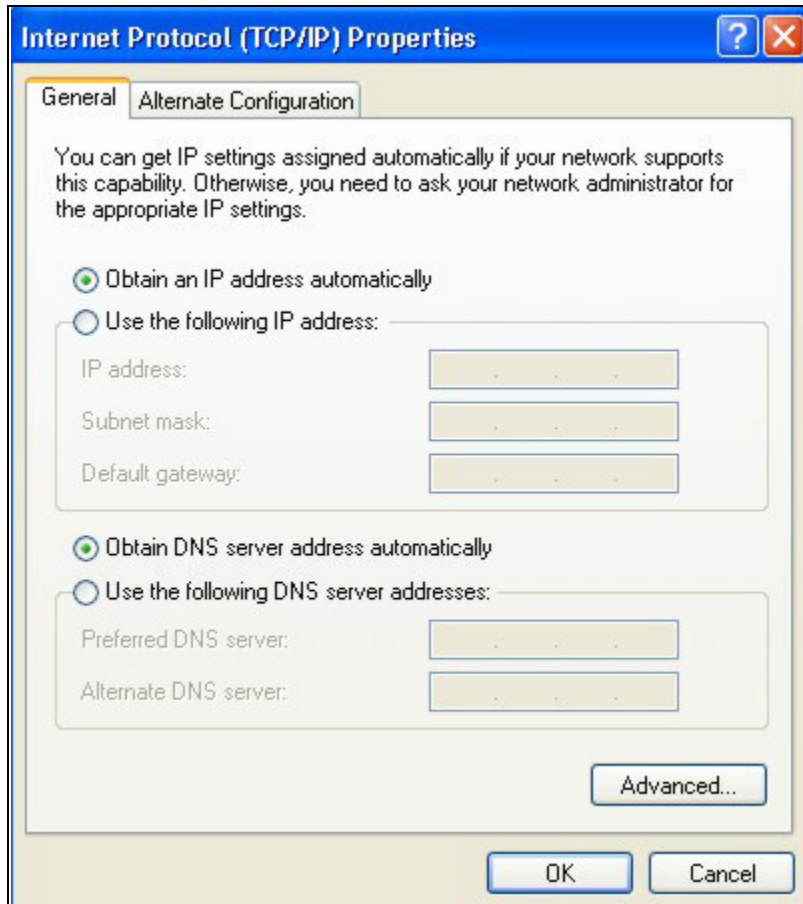 Internet Protocol (TCP/IP) Properties
General
Alternate Configuration
You can get IP settings assigned automatically if your network supports
this capability. Otherwise, you need to ask your network administrator for
the appropriate IP settings.
Obtain an IP address automatically
Use the following IP address:
IP address:
Subnet mask:
Default gateway:
Obtain DNS server address automatically
Use the following DNS server addresses:
Preferred DNS server:
Alternate DNS server:
Advanced...
OK
Cancel